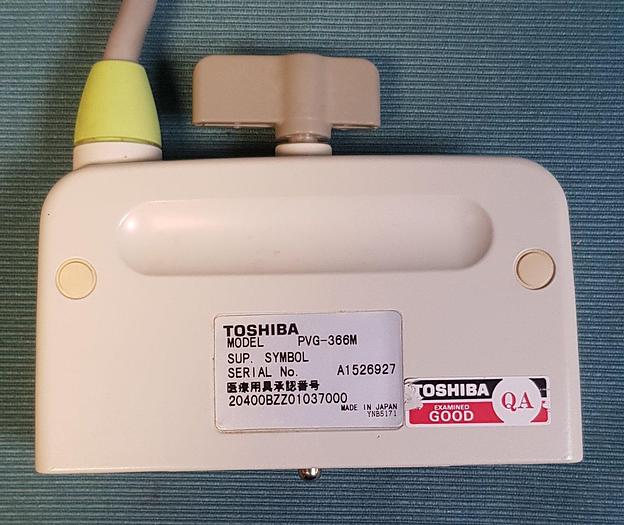 TOSHIBA
MODEL PVG-366M
SUP. SYMBOL
SERIAL No. A1526927
医療用具承認番号
20400BZZ01037000
MADE IN JAPAN
YNB5171
TOSHIBA
EXAMINED
GOOD
QA